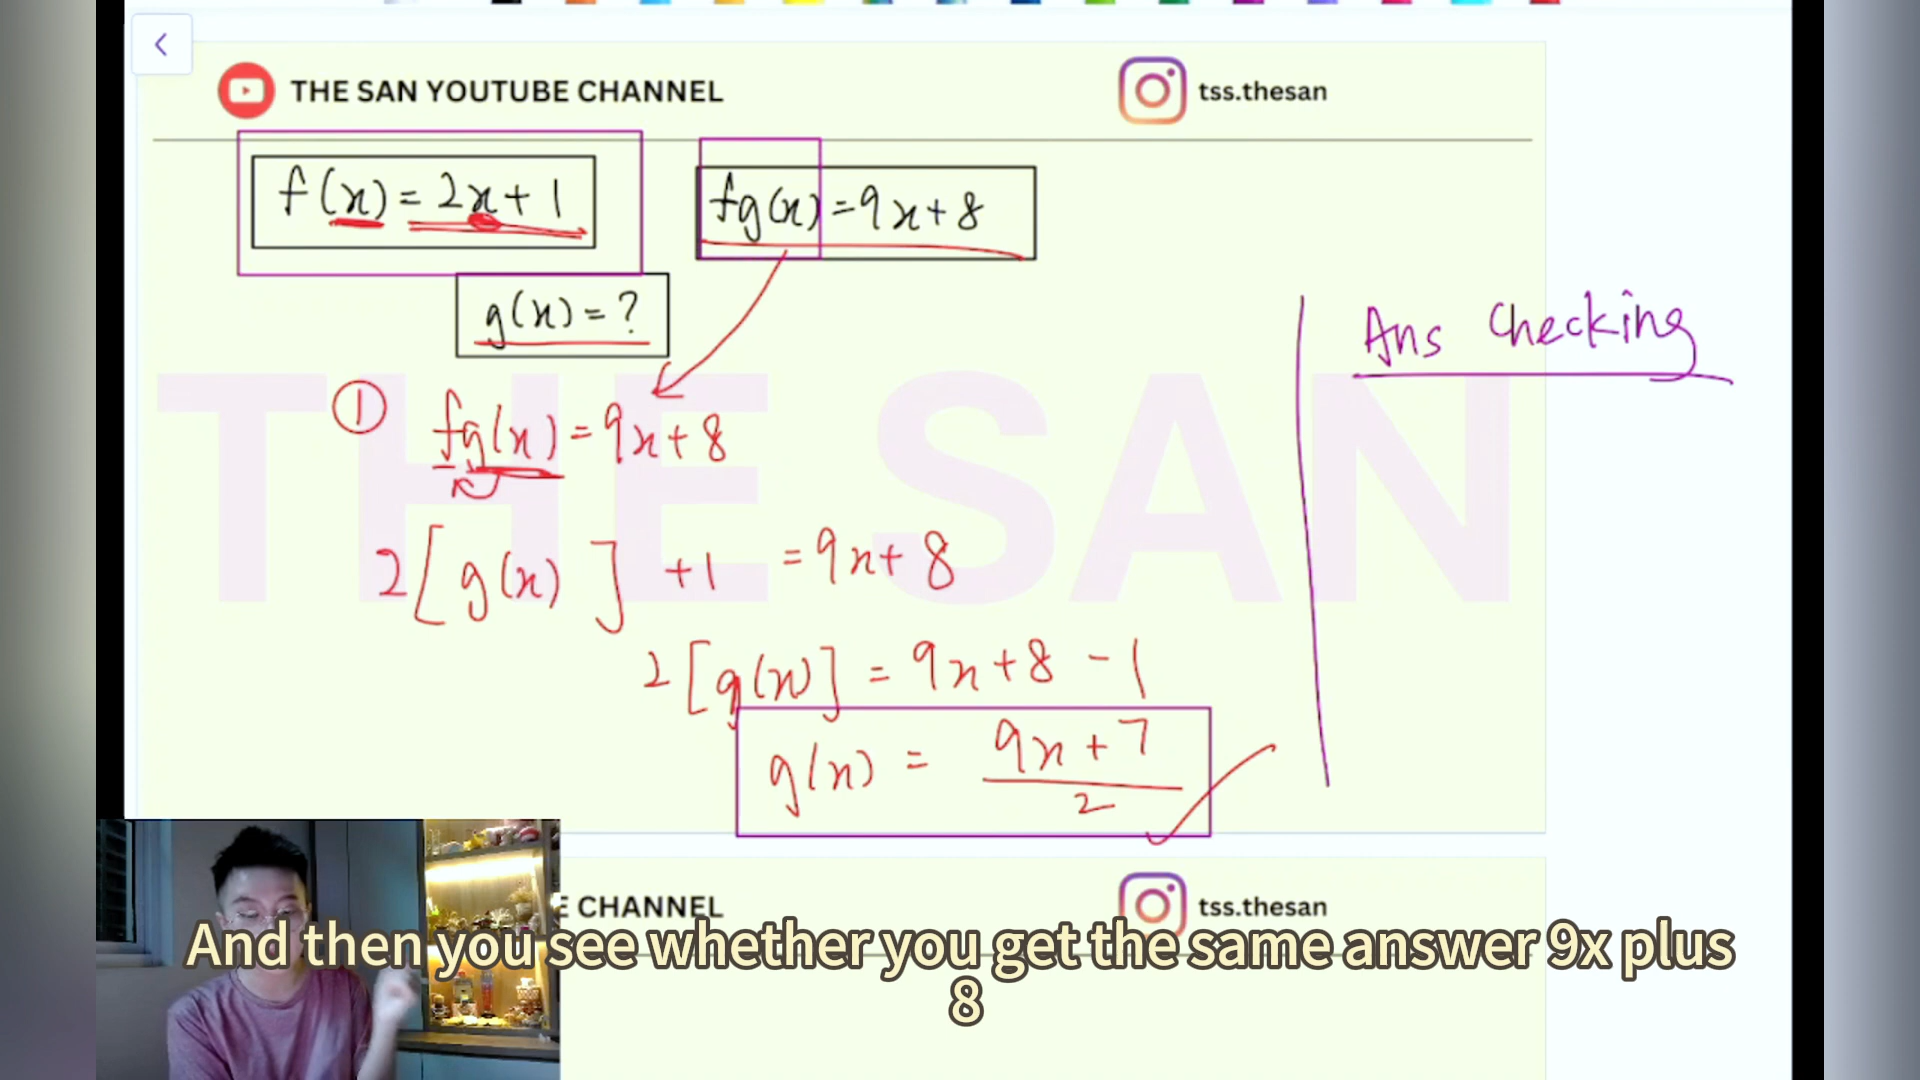 THE SAN YOUTUBE CHANNEL
tss.thesan
f(x) = 2x + 1
fg(x) = 9x + 8
g(x) = ?
Ans Checking
① fg(x) = 9x + 8
THE SAN
2[g(x)] + 1 = 9x + 8
2[g(x)] = 9x + 8 - 1
g(x) = \frac{9x + 7}{2}
E CHANNEL
tss.thesan
And then you see whether you get the same answer 9x plus
8